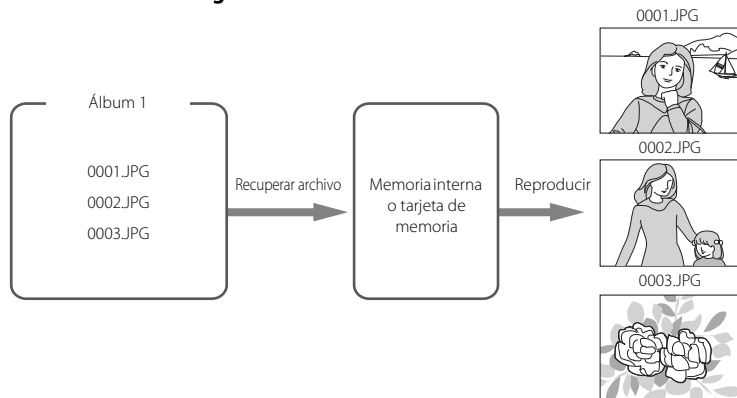 Álbum 1
0001.JPG
0002.JPG
0003.JPG
Recuperar archivo
Memoria interna
o tarjeta de
memoria
Reproducir
0001.JPG
0002.JPG
0003.JPG